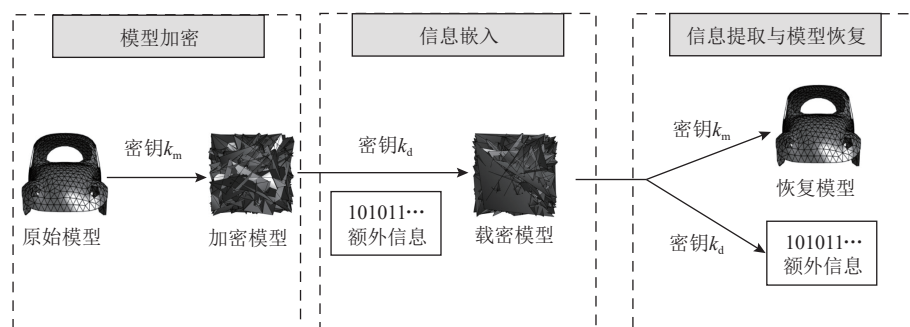 模型加密
信息嵌入
信息提取与模型恢复
密钥km
原始模型
加密模型
密钥kd
101011…
额外信息
载密模型
密钥km
恢复模型
密钥kd
101011…
额外信息